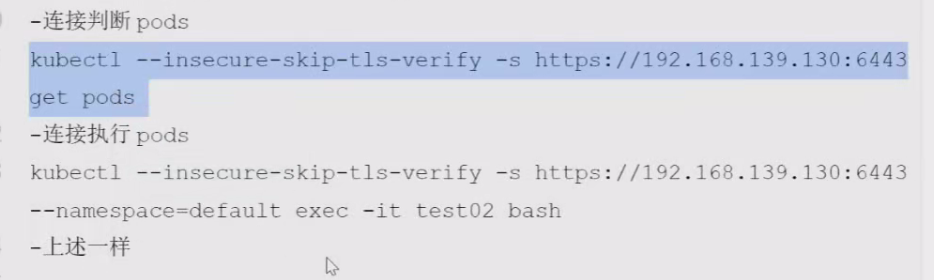 -连接判断pods
kubectl --insecure-skip-tls-verify -s https://192.168.139.130:6443
get pods
-连接执行pods
kubectl --insecure-skip-tls-verify -s https://192.168.139.130:6443
--namespace=default exec -it test02 bash
-上述一样